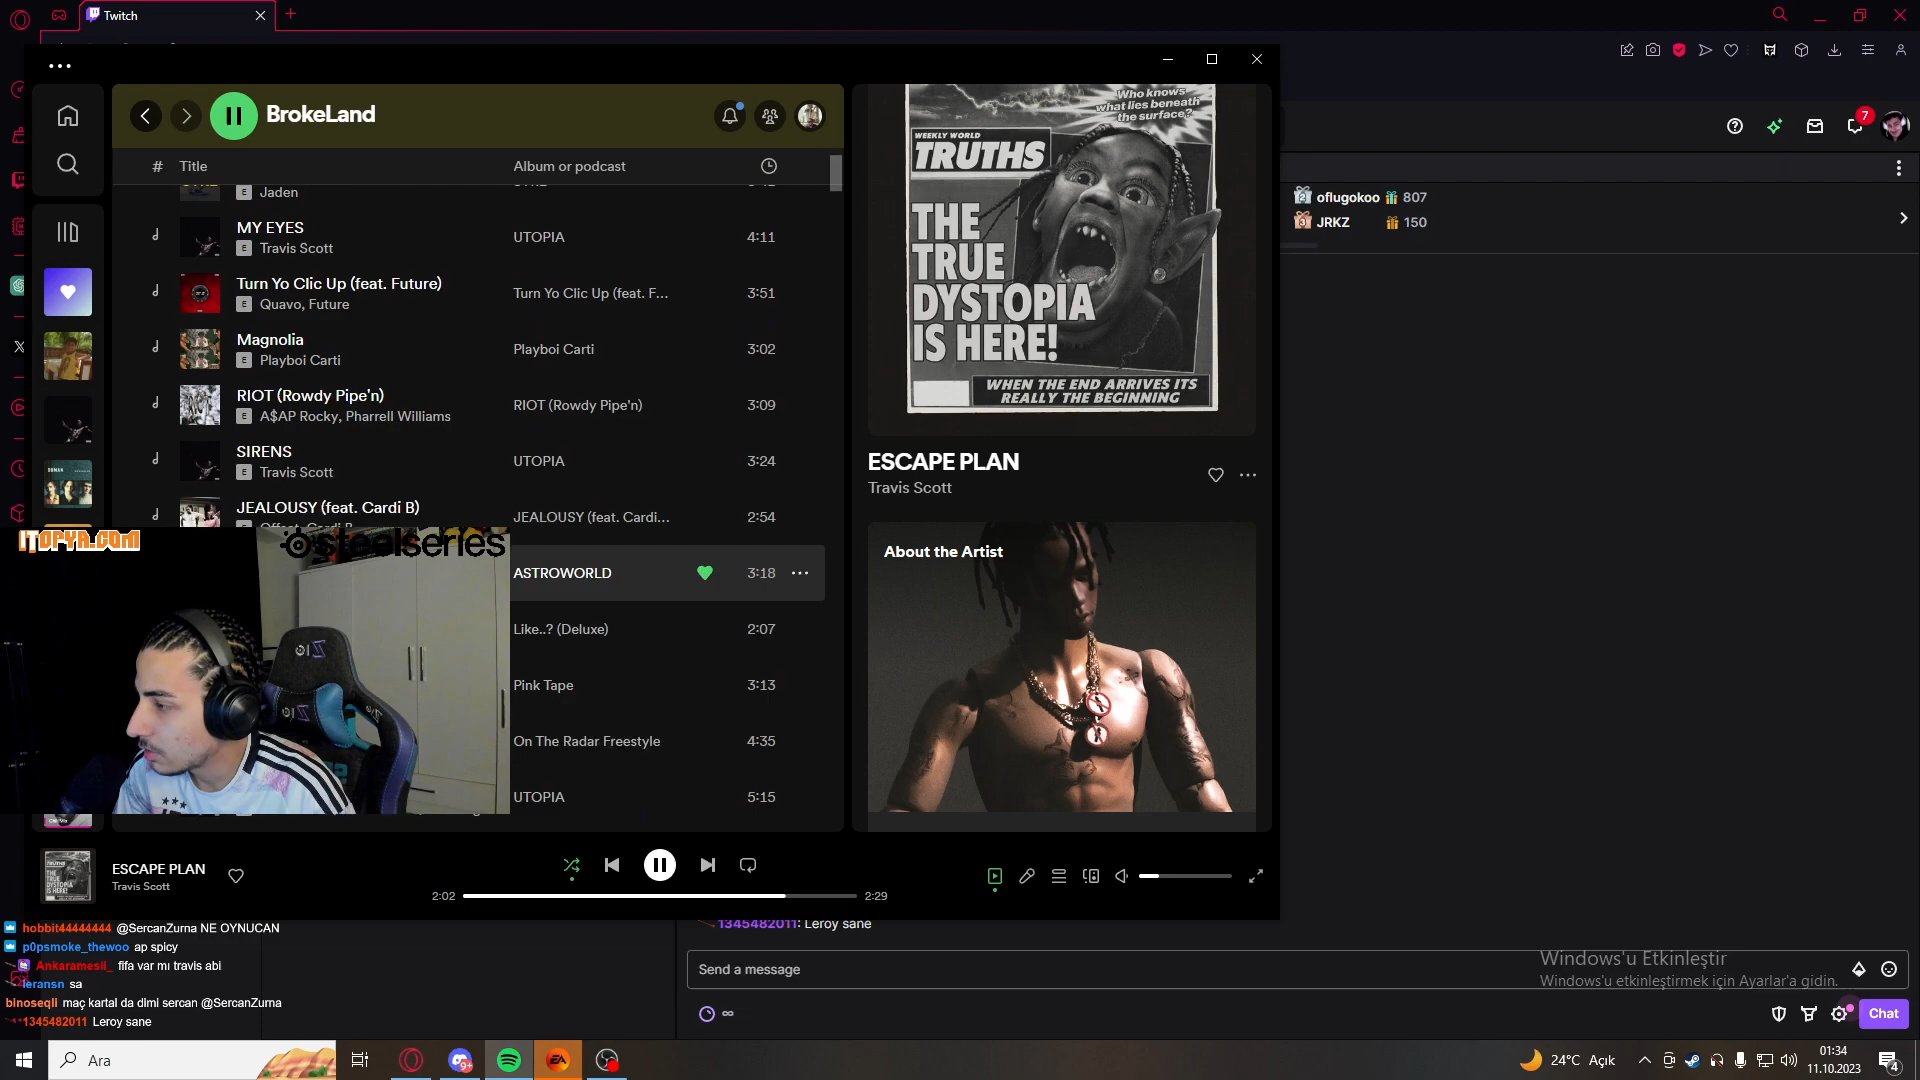 Twitch
BrokeLand
# Title Album or podcast
Jaden
MY EYES
Travis Scott
UTOPIA
4:11
Turn Yo Clic Up (feat. Future)
Quavo, Future
Turn Yo Clic Up (feat. F...
3:51
Magnolia
Playboi Carti
Playboi Carti
3:02
RIOT (Rowdy Pipe'n)
A$AP Rocky, Pharrell Williams
RIOT (Rowdy Pipe'n)
3:09
SIRENS
Travis Scott
UTOPIA
3:24
JEALOUSY (feat. Cardi B)
JEALOUSY (feat. Cardi...
2:54
ASTROWORLD
3:18
Like..? (Deluxe)
2:07
Pink Tape
3:13
On The Radar Freestyle
4:35
UTOPIA
5:15
ITOPYA.COM
steelseries
Who knows
what lies beneath
the surface?
WEEKLY WORLD
TRUTHS
THE
TRUE
DYSTOPIA
IS HERE!
WHEN THE END ARRIVES ITS
REALLY THE BEGINNING
ESCAPE PLAN
Travis Scott
About the Artist
7
oflugokoo 807
JRKZ 150
ESCAPE PLAN
Travis Scott
2:02
2:29
hobbit44444444 @SercanZurna NE OYNUCAN
p0psmoke_thewoo ap spicy
Ankaramesil_ fifa var mı travis abi
leransn sa
binoseqll maç kartal da dimi sercan @SercanZurna
1345482011 Leroy sane
1345482011: Leroy sane
Send a message
Windows'u Etkinleştir
Windows'u etkinleştirmek için Ayarlar'a gidin.
Chat
Ara
9+
EA
24°C Açık
01:34
11.10.2023
4